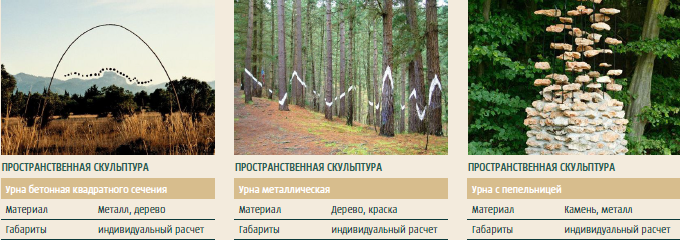 ПРОСТРАНСТВЕННАЯ СКУЛЬПТУРА
Урна бетонная квадратного сечения
Материал Металл, дерево
Габариты индивидуальный расчет
ПРОСТРАНСТВЕННАЯ СКУЛЬПТУРА
Урна металлическая
Материал Дерево, краска
Габариты индивидуальный расчет
ПРОСТРАНСТВЕННАЯ СКУЛЬПТУРА
Урна с пепельницей
Материал Камень, металл
Габариты индивидуальный расчет